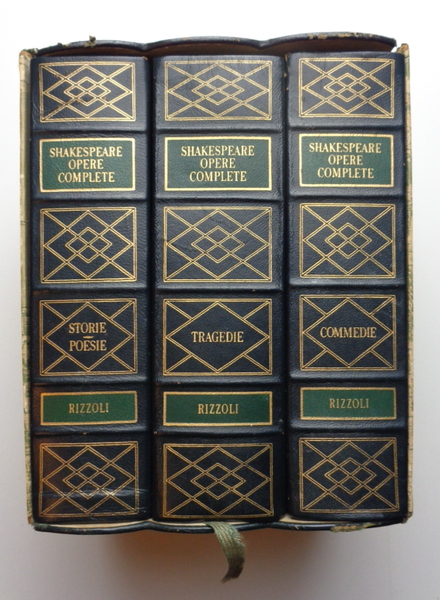 SHAKESPEARE
OPERE
COMPLETE
STORIE
POESIE
RIZZOLI
SHAKESPEARE
OPERE
COMPLETE
TRAGEDIE
RIZZOLI
SHAKESPEARE
OPERE
COMPLETE
COMMEDIE
RIZZOLI